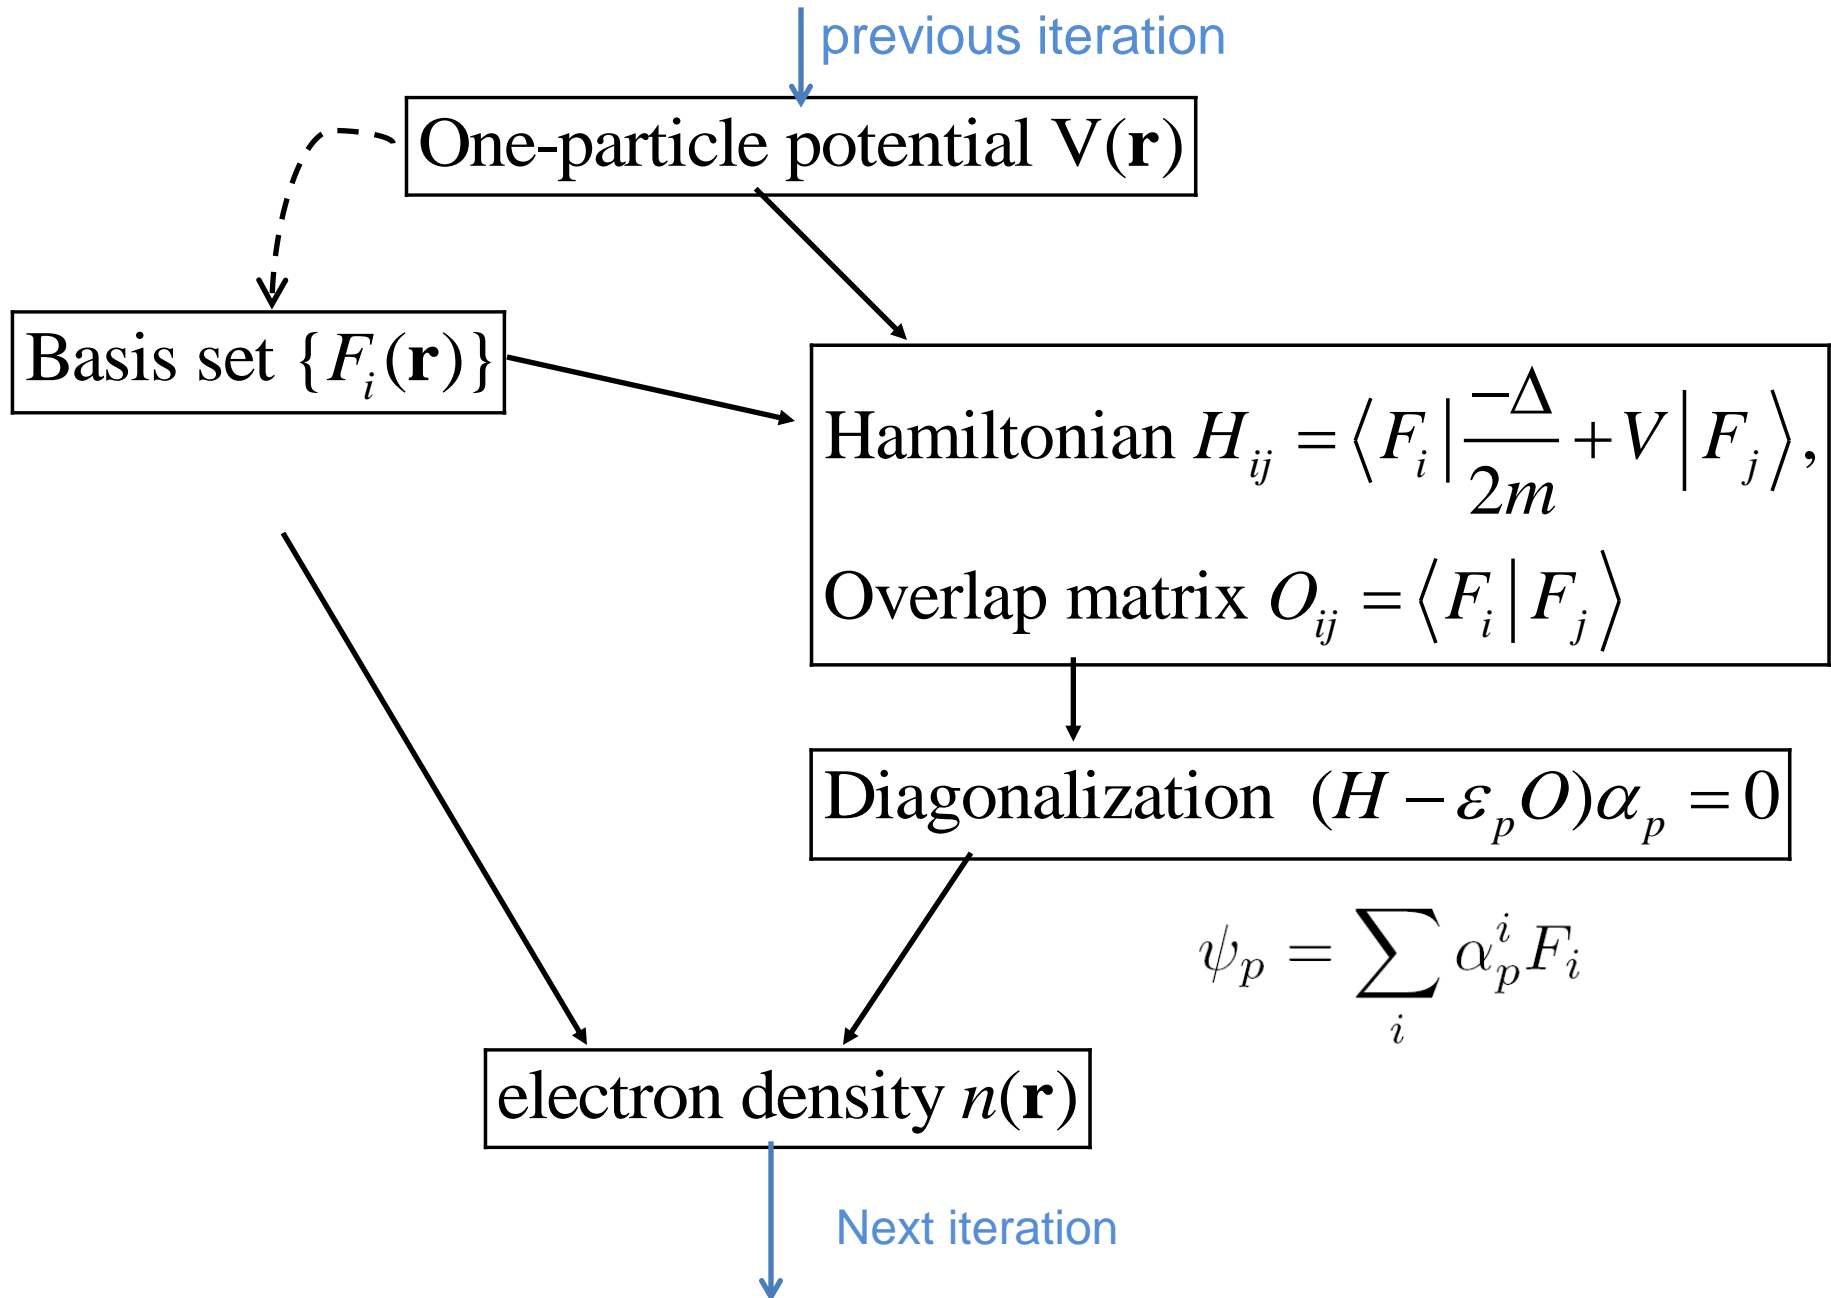 previous iteration
One-particle potential V(r)
Basis set {F_i(r)}
Hamiltonian H_ij = ⟨F_i| −Δ/2m + V |F_j⟩,
Overlap matrix O_ij = ⟨F_i|F_j⟩
Diagonalization (H − ε_p O)α_p = 0
ψ_p = ∑_i α_p^i F_i
electron density n(r)
Next iteration